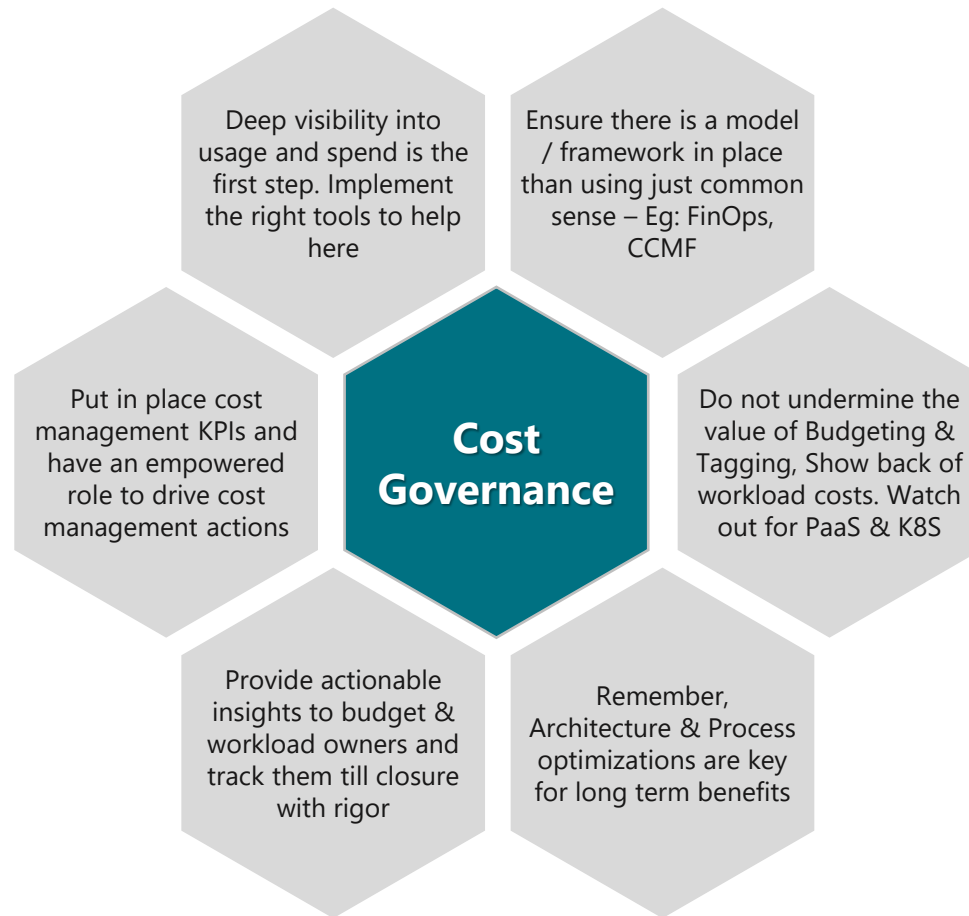 Deep visibility into
usage and spend is the
first step. Implement
the right tools to help
here
Ensure there is a model
/ framework in place
than using just common
sense – Eg: FinOps,
CCMF
Put in place cost
management KPIs and
have an empowered
role to drive cost
management actions
Cost
Governance
Do not undermine the
value of Budgeting &
Tagging, Show back of
workload costs. Watch
out for PaaS & K8S
Provide actionable
insights to budget &
workload owners and
track them till closure
with rigor
Remember,
Architecture & Process
optimizations are key
for long term benefits